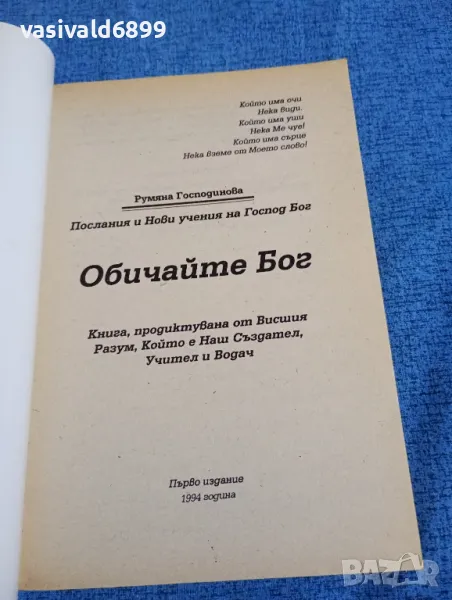 vasivald6899
Който има очи
Нека види.
Който има уши
Нека Ме чуе!
Който има сърце
Нека вземе от Моето слово!
Румяна Господинова
Послания и Нови учения на Господ Бог
Обичайте Бог
Книга, продиктувана от Висшия
Разум, Който е Наш Създател,
Учител и Водач
Първо издание
1994 година
BAZAR